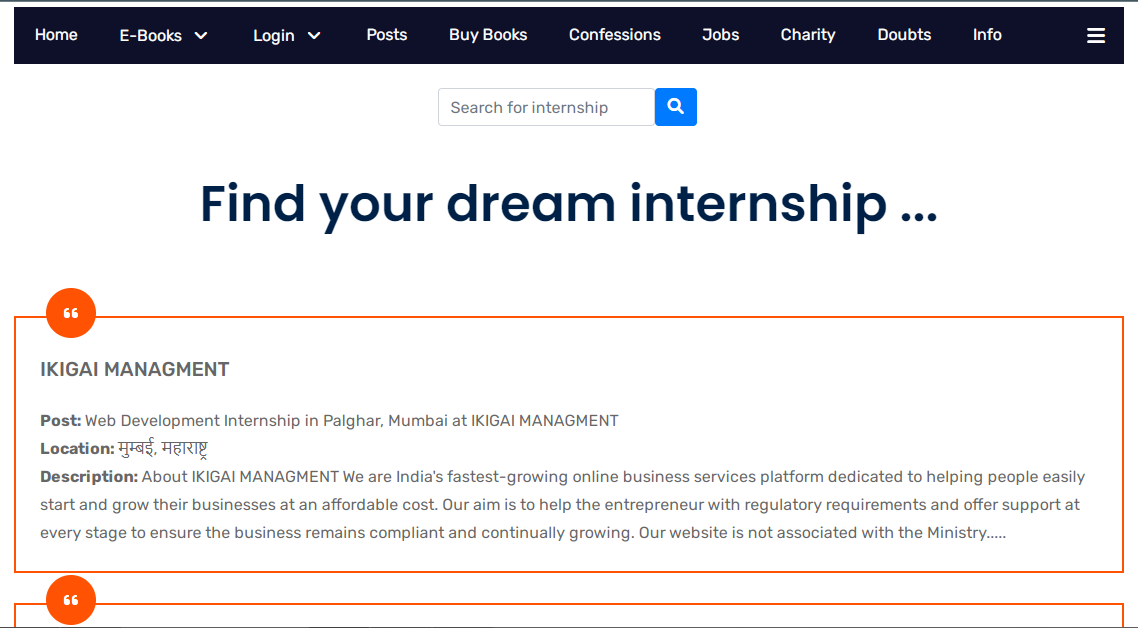 Home E-Books Login Posts Buy Books Confessions Jobs Charity Doubts Info
Search for internship
Find your dream internship ...
IKIGAI MANAGMENT
Post: Web Development Internship in Palghar, Mumbai at IKIGAI MANAGMENT
Location: मुम्बई, महाराष्ट्र
Description: About IKIGAI MANAGMENT We are India's fastest-growing online business services platform dedicated to helping people easily
start and grow their businesses at an affordable cost. Our aim is to help the entrepreneur with regulatory requirements and offer support at
every stage to ensure the business remains compliant and continually growing. Our website is not associated with the Ministry.....